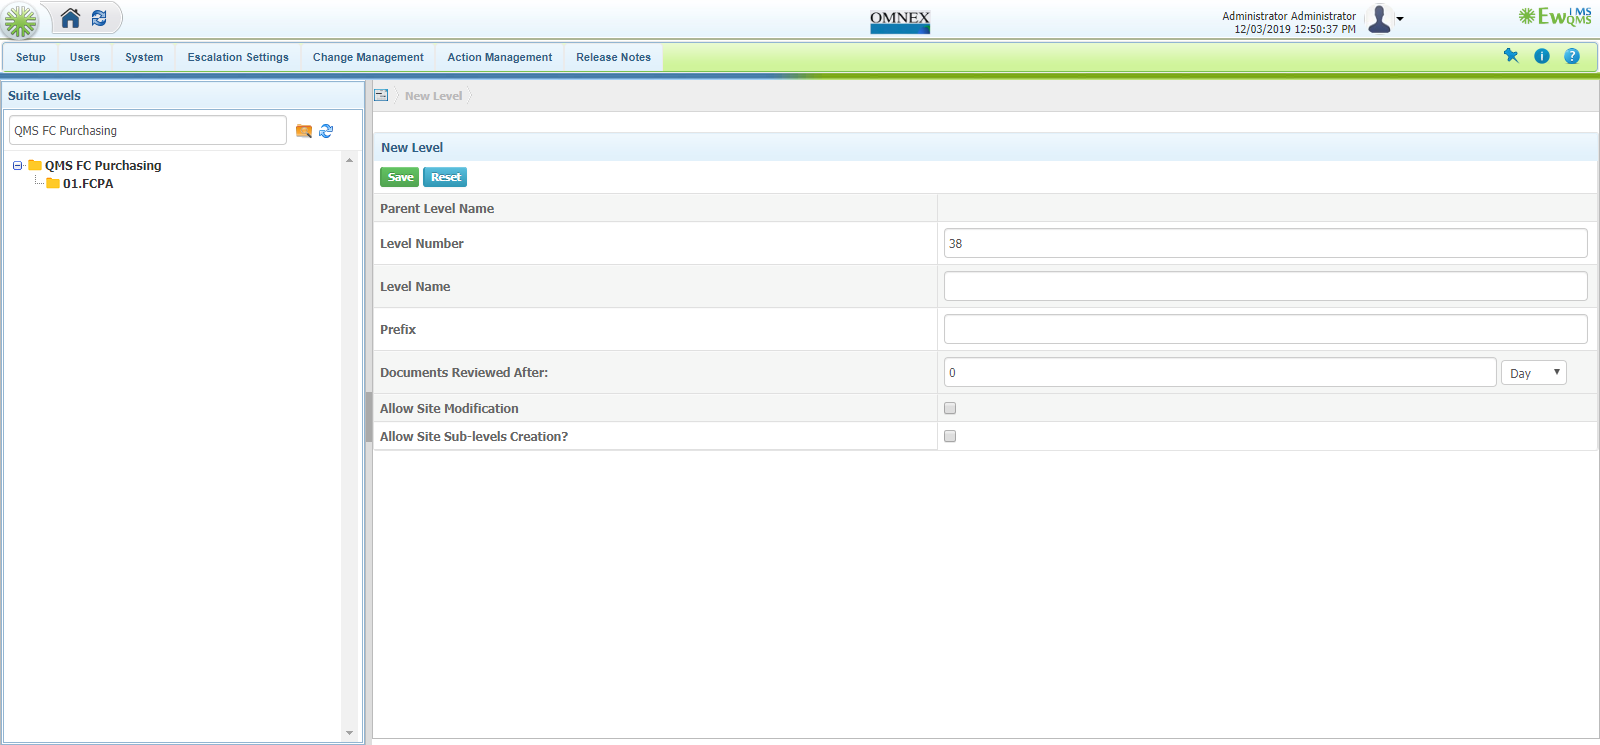 OMNEX
Administrator Administrator
12/03/2019 12:50:37 PM
EwIMS
QMS
Setup Users System Escalation Settings Change Management Action Management Release Notes
Suite Levels
QMS FC Purchasing
QMS FC Purchasing
01.FCPA
New Level
New Level
Save Reset
Parent Level Name
Level Number 38
Level Name
Prefix
Documents Reviewed After: 0 Day
Allow Site Modification
Allow Site Sub-levels Creation?